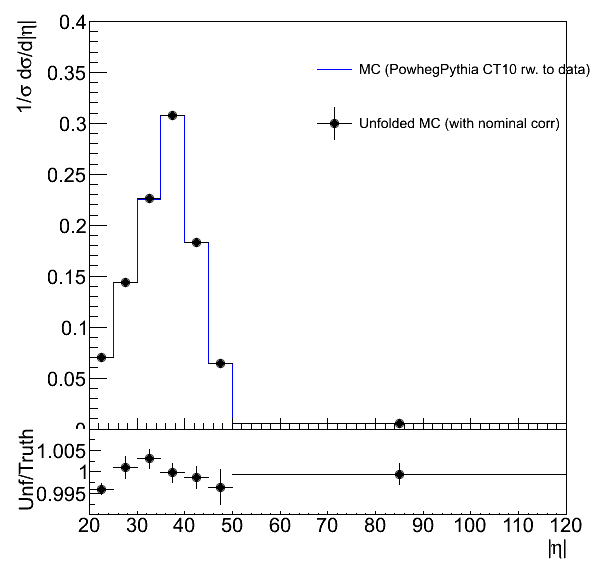 0.4
1/σ dσ/d|η|
0.35
MC (PowhegPythia CT10 rw. to data)
0.3
Unfolded MC (with nominal corr)
0.25
0.2
0.15
0.1
0.05
0
Unf/Truth
1.005
1
0.995
20 30 40 50 60 70 80 90 100 110 120
|η|